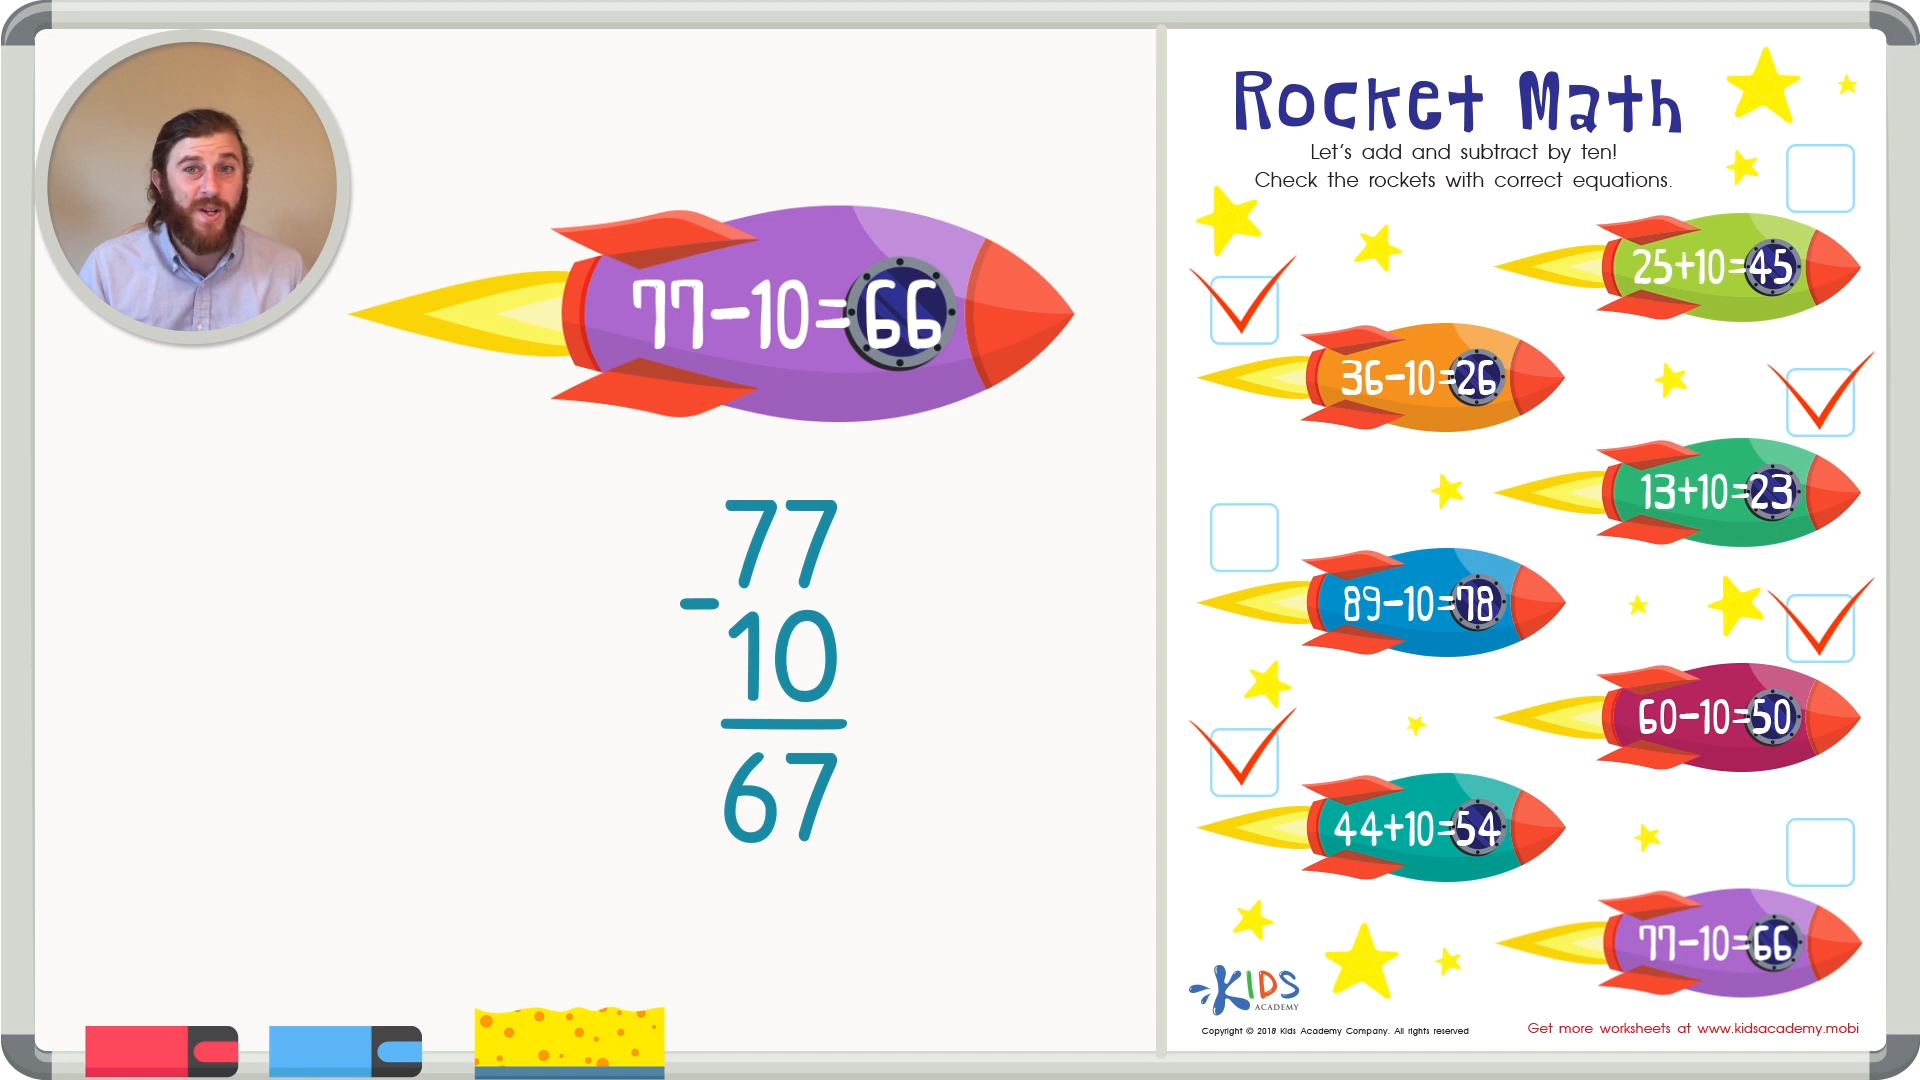 77-10=66
77
-
10
67
Rocket Math
Let's add and subtract by ten!
Check the rockets with correct equations.
25+10=45
36-10=26
13+10=23
89-10=78
60-10=50
44+10=54
77-10=66
KIDS
ACADEMY
Copyright © 2018 Kids Academy Company. All rights reserved
Get more worksheets at www.kidsacademy.mobi